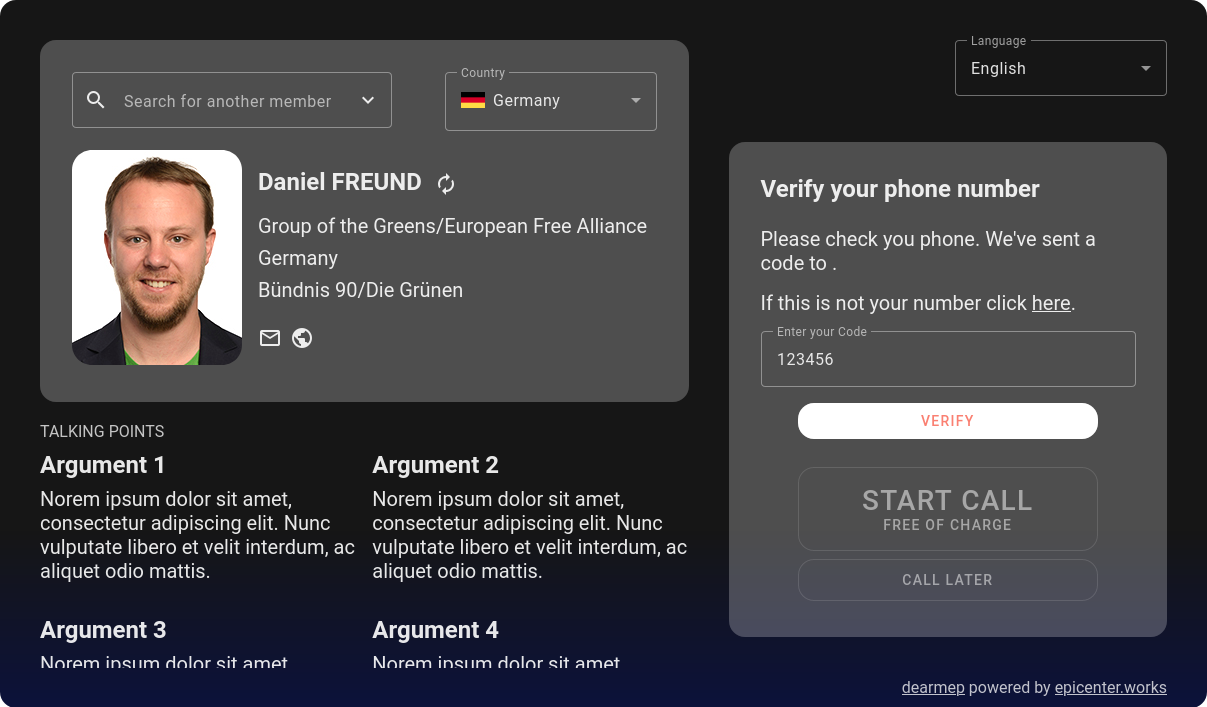 Search for another member
Country
Germany
Language
English
Daniel FREUND
Group of the Greens/European Free Alliance
Germany
Bündnis 90/Die Grünen
Verify your phone number
Please check you phone. We've sent a
code to .
If this is not your number click here.
Enter your Code
123456
VERIFY
START CALL
FREE OF CHARGE
CALL LATER
TALKING POINTS
Argument 1
Norem ipsum dolor sit amet,
consectetur adipiscing elit. Nunc
vulputate libero et velit interdum, ac
aliquet odio mattis.
Argument 2
Norem ipsum dolor sit amet,
consectetur adipiscing elit. Nunc
vulputate libero et velit interdum, ac
aliquet odio mattis.
Argument 3
Norem ipsum dolor sit amet
Argument 4
Norem ipsum dolor sit amet
dearmep powered by epicenter.works